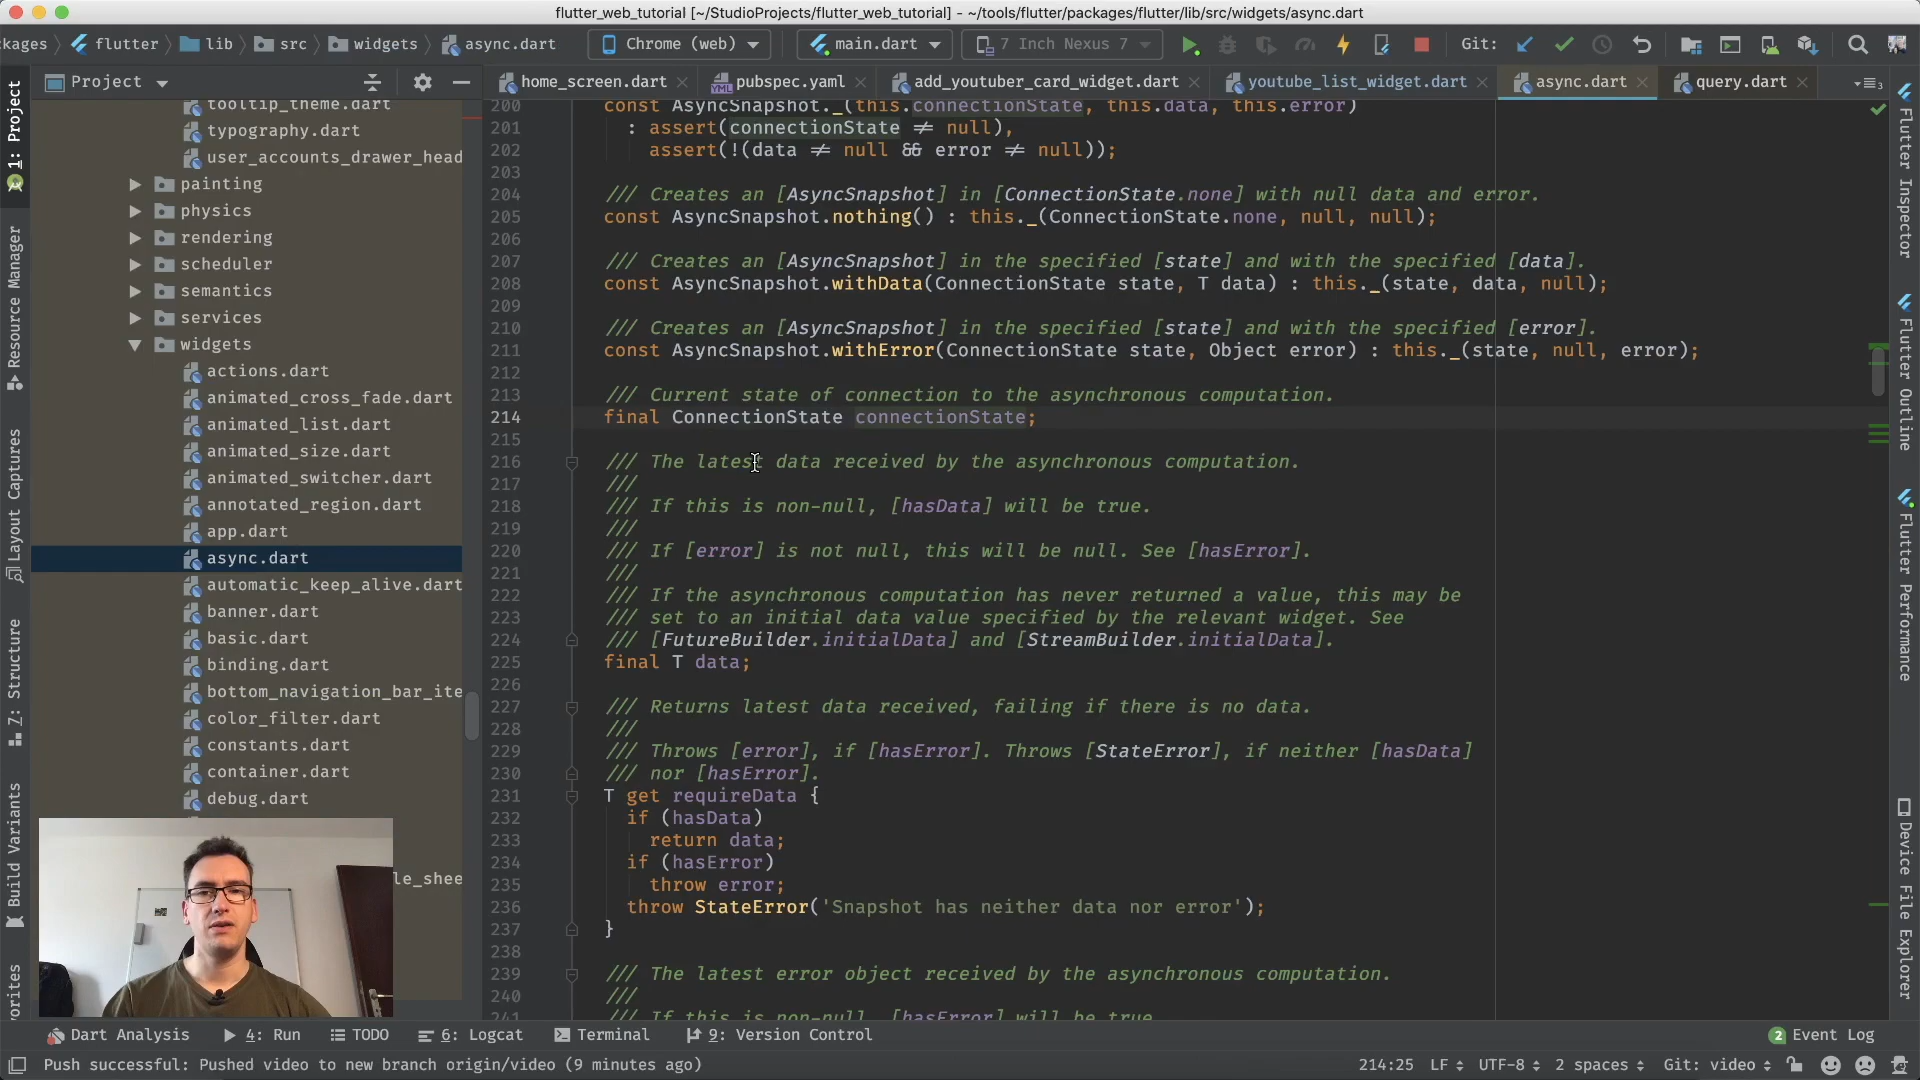 flutter_web_tutorial [~/StudioProjects/flutter_web_tutorial] - ~/tools/flutter/packages/flutter/lib/src/widgets/async.dart
kages flutter lib src widgets async.dart Chrome (web) main.dart 7 Inch Nexus 7 Git:
Project home_screen.dart pubspec.yaml add_youtuber_card_widget.dart youtube_list_widget.dart async.dart query.dart
1: Project
Resource Manager
Layout Captures
7: Structure
Build Variants
vorites
tooltip_theme.dart
typography.dart
user_accounts_drawer_head
painting
physics
rendering
scheduler
semantics
services
widgets
actions.dart
animated_cross_fade.dart
animated_list.dart
animated_size.dart
animated_switcher.dart
annotated_region.dart
app.dart
async.dart
automatic_keep_alive.dart
banner.dart
basic.dart
binding.dart
bottom_navigation_bar_ite
color_filter.dart
constants.dart
container.dart
debug.dart
le_shee
200 const AsyncSnapshot._(this.connectionState, this.data, this.error)
201 : assert(connectionState ≠ null),
202 assert(!(data ≠ null && error ≠ null));
203
204 /// Creates an [AsyncSnapshot] in [ConnectionState.none] with null data and error.
205 const AsyncSnapshot.nothing() : this._(ConnectionState.none, null, null);
206
207 /// Creates an [AsyncSnapshot] in the specified [state] and with the specified [data].
208 const AsyncSnapshot.withData(ConnectionState state, T data) : this._(state, data, null);
209
210 /// Creates an [AsyncSnapshot] in the specified [state] and with the specified [error].
211 const AsyncSnapshot.withError(ConnectionState state, Object error) : this._(state, null, error);
212
213 /// Current state of connection to the asynchronous computation.
214 final ConnectionState connectionState;
215
216 /// The latest data received by the asynchronous computation.
217 ///
218 /// If this is non-null, [hasData] will be true.
219 ///
220 /// If [error] is not null, this will be null. See [hasError].
221 ///
222 /// If the asynchronous computation has never returned a value, this may be
223 /// set to an initial data value specified by the relevant widget. See
224 /// [FutureBuilder.initialData] and [StreamBuilder.initialData].
225 final T data;
226
227 /// Returns latest data received, failing if there is no data.
228 ///
229 /// Throws [error], if [hasError]. Throws [StateError], if neither [hasData]
230 /// nor [hasError].
231 T get requireData {
232 if (hasData)
233 return data;
234 if (hasError)
235 throw error;
236 throw StateError('Snapshot has neither data nor error');
237 }
238
239 /// The latest error object received by the asynchronous computation.
240 ///
241 /// If this is non-null, [hasError] will be true.
Flutter Inspector
Flutter Outline
Flutter Performance
Device File Explorer
Dart Analysis 4: Run TODO 6: Logcat Terminal 9: Version Control 2 Event Log
Push successful: Pushed video to new branch origin/video (9 minutes ago) 214:25 LF UTF-8 2 spaces Git: video